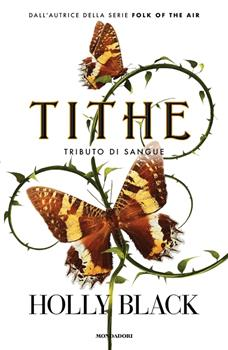 DALL'AUTRICE DELLA SERIE FOLK OF THE AIR
TITHE
TRIBUTO DI SANGUE
HOLLY BLACK
MONDADORI